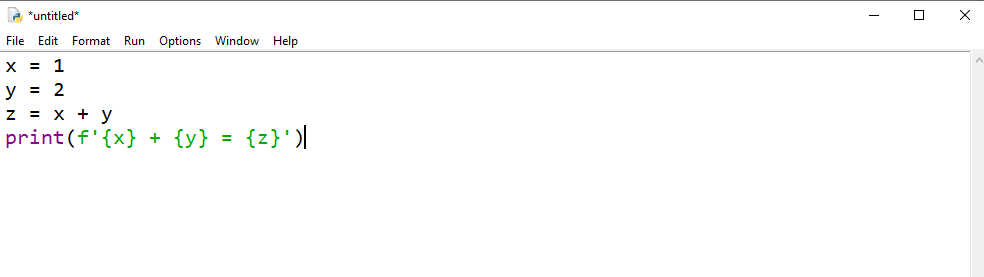 *untitled*
File Edit Format Run Options Window Help
x = 1
y = 2
z = x + y
print(f'{x} + {y} = {z}')